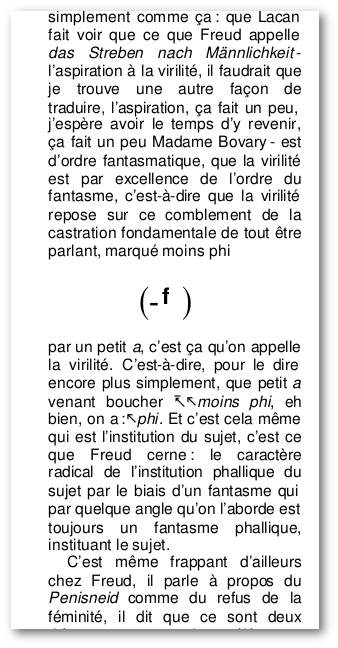 simplement comme ça : que Lacan
fait voir que ce que Freud appelle
das Streben nach Männlichkeit-
l'aspiration à la virilité, il faudrait que
je trouve une autre façon de
traduire, l'aspiration, ça fait un peu,
j'espère avoir le temps d'y revenir,
ça fait un peu Madame Bovary - est
d'ordre fantasmatique, que la virilité
est par excellence de l'ordre du
fantasme, c'est-à-dire que la virilité
repose sur ce comblement de la
castration fondamentale de tout être
parlant, marqué moins phi
(-f )
par un petit a, c'est ça qu'on appelle
la virilité. C'est-à-dire, pour le dire
encore plus simplement, que petit a
venant boucher ↸↖moins phi, eh
bien, on a :↖phi. Et c'est cela même
qui est l'institution du sujet, c'est ce
que Freud cerne : le caractère
radical de l'institution phallique du
sujet par le biais d'un fantasme qui
par quelque angle qu'on l'aborde est
toujours un fantasme phallique,
instituant le sujet.
C'est même frappant d'ailleurs
chez Freud, il parle à propos du
Penisneid comme du refus de la
féminité, il dit que ce sont deux